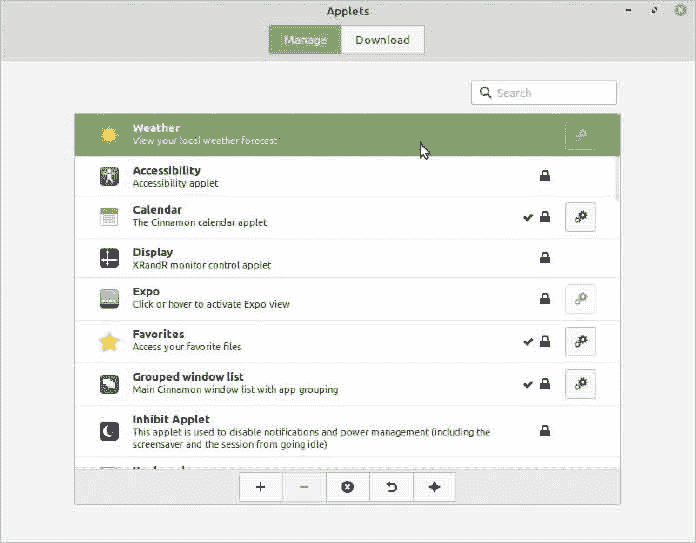 Applets
Manage
Download
Search
Weather
View your local weather forecast
Accessibility
Accessibility applet
Calendar
The Cinnamon calendar applet
Display
XRandR monitor control applet
Expo
Click or hover to activate Expo view
Favorites
Access your favorite files
Grouped window list
Main Cinnamon window list with app grouping
Inhibit Applet
This applet is used to disable notifications and power management (including the
screensaver and the session from going idle)